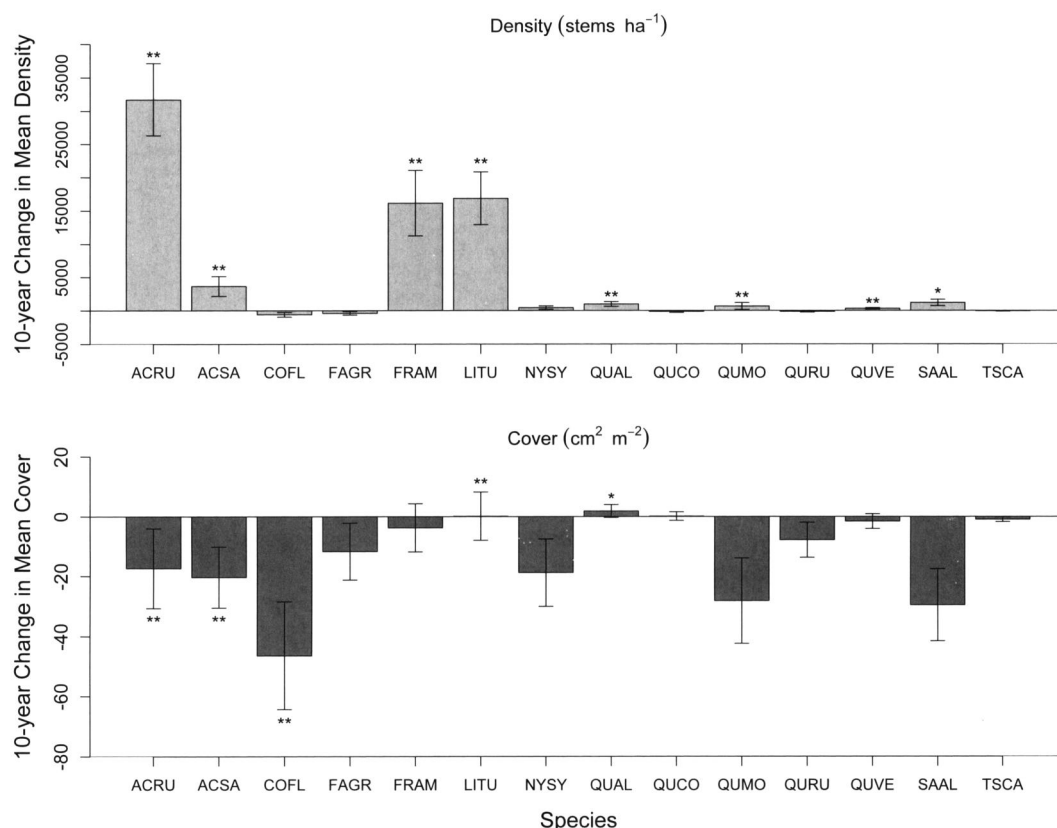 Density (stems ha⁻¹)
10-year Change in Mean Density
35000
25000
15000
5000
-5000
** ** ** ** ** ** ** *
ACRU ACSA COFL FAGR FRAM LITU NYSY QUAL QUCO QUMO QURU QUVE SAAL TSCA
Cover (cm² m⁻²)
10-year Change in Mean Cover
20
0
-20
-40
-60
-80
** ** ** ** *
ACRU ACSA COFL FAGR FRAM LITU NYSY QUAL QUCO QUMO QURU QUVE SAAL TSCA
Species